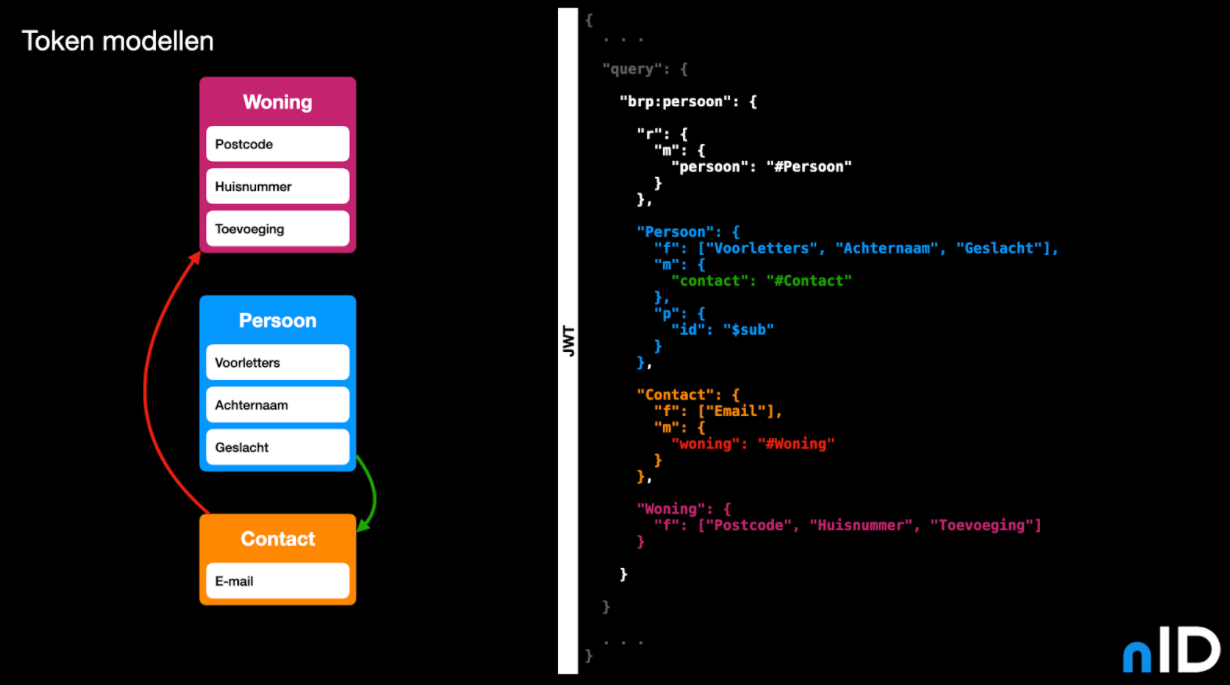 Token modellen
Woning
Postcode
Huisnummer
Toevoeging
Persoon
Voorletters
Achternaam
Geslacht
Contact
E-mail
JWT
{
. . .
"query": {
"brp:persoon": {
"r": {
"m": {
"persoon": "#Persoon"
}
},
"Persoon": {
"f": ["Voorletters", "Achternaam", "Geslacht"],
"m": {
"contact": "#Contact"
},
"p": {
"id": "$sub"
}
},
"Contact": {
"f": ["Email"],
"m": {
"woning": "#Woning"
}
},
"Woning": {
"f": ["Postcode", "Huisnummer", "Toevoeging"]
}
}
}
. . .
}
nID